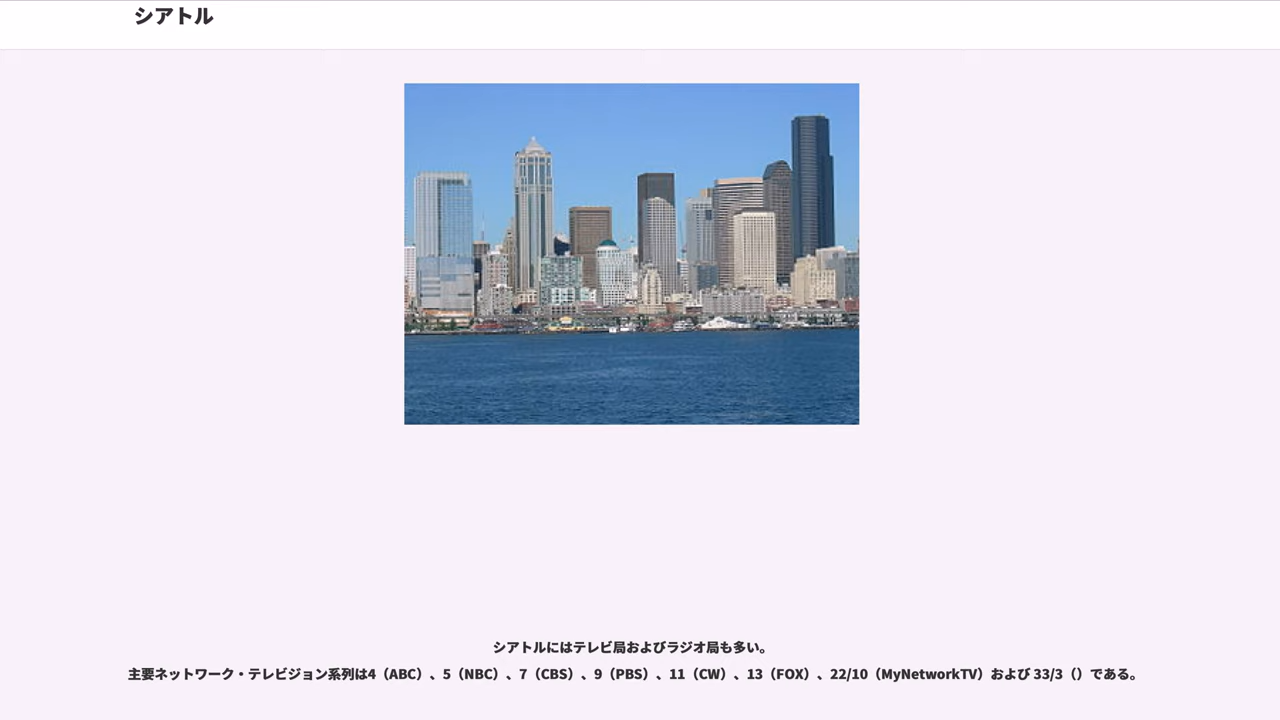 シアトル
シアトルにはテレビ局およびラジオ局も多い。
主要ネットワーク・テレビジョン系列は4（ABC）、5（NBC）、7（CBS）、9（PBS）、11（CW）、13（FOX）、22/10（MyNetworkTV）および 33/3（）である。